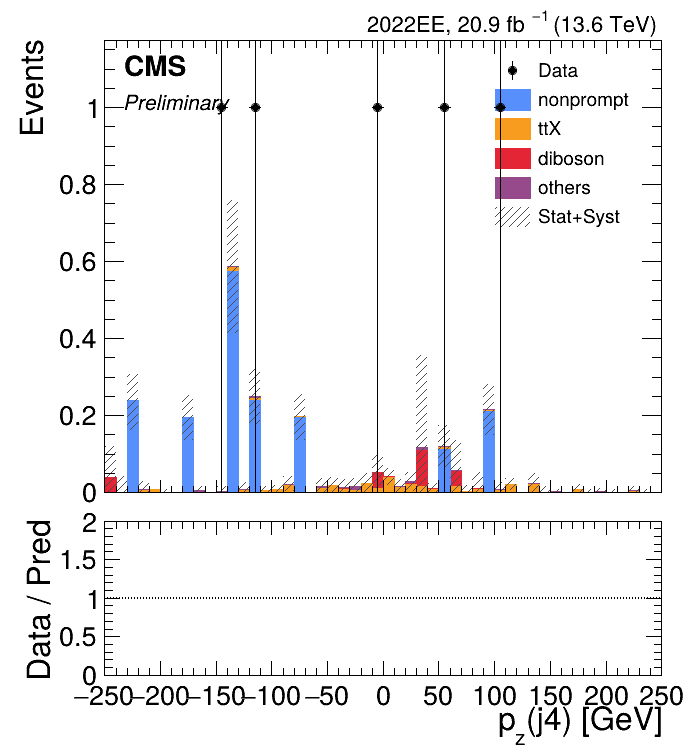 2022EE, 20.9 fb⁻¹ (13.6 TeV)
CMS
Preliminary
Data
nonprompt
ttX
diboson
others
Stat+Syst
Events
1
0.8
0.6
0.4
0.2
0
Data / Pred
2
1.5
1
0.5
0
−250 −200 −150 −100 −50 0 50 100 150 200 250
p_z(j4) [GeV]